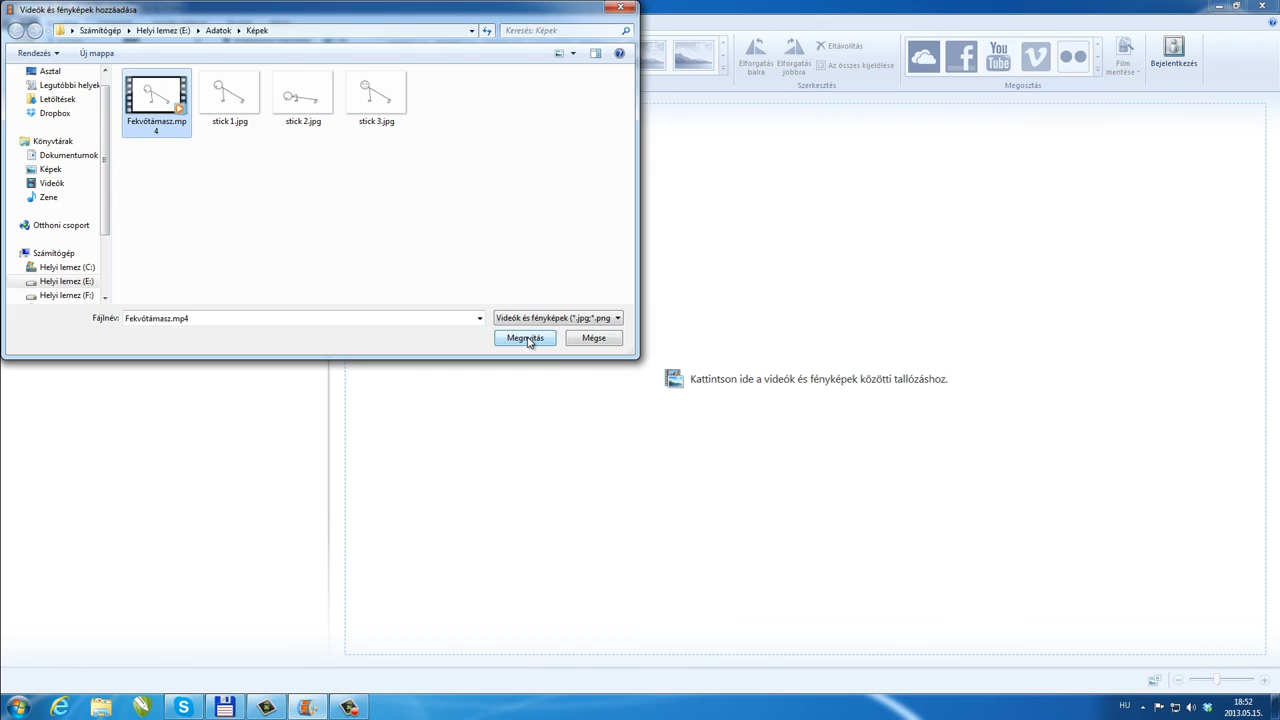 Videók és fényképek hozzáadása
Számítógép Helyi lemez (E:) Adatok Képek
Keresés: Képek
Rendezés Új mappa
Asztal
Legutóbbi helyek
Letöltések
Dropbox
Könyvtárak
Dokumentumok
Képek
Videók
Zene
Otthoni csoport
Számítógép
Helyi lemez (C:)
Helyi lemez (E:)
Helyi lemez (F:)
Fekvőtámasz.mp
4
stick 1.jpg
stick 2.jpg
stick 3.jpg
Fájlnév: Fekvőtámasz.mp4
Videók és fényképek (*.jpg;*.png
Megnyitás Mégse
Elforgatás
balra
Elforgatás
jobbra
Eltávolítás
Az összes kijelölése
Szerkesztés
You
Tube
Megosztás
Film
mentése
Bejelentkezés
Kattintson ide a videók és fényképek közötti tallózáshoz.
HU
18:52
2013.05.15.